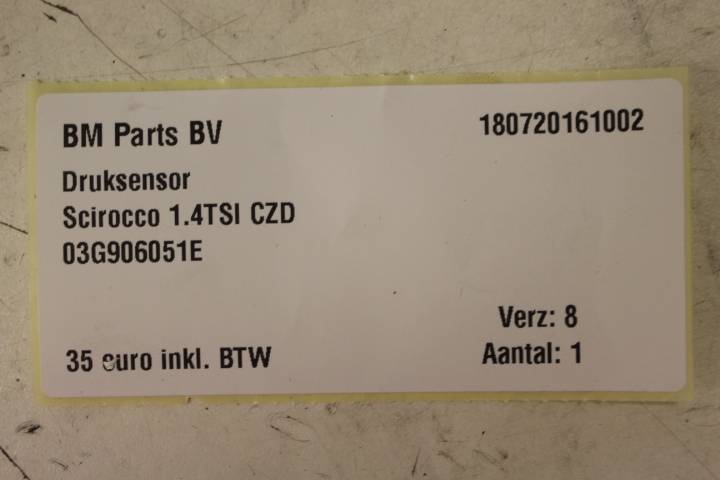 BM Parts BV
180720161002
Druksensor
Scirocco 1.4TSI CZD
03G906051E
Verz: 8
35 euro inkl. BTW
Aantal: 1